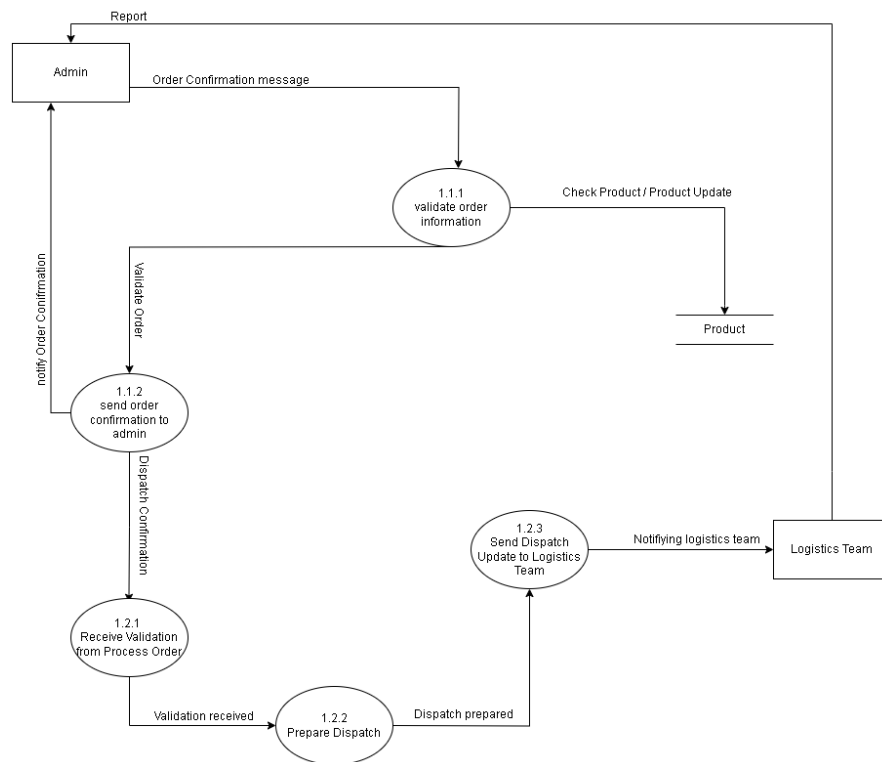 Report
Admin
Order Confirmation message
1.1.1
validate order
information
Check Product / Product Update
Product
Validate Order
notify Order Conifrmation
1.1.2
send order
confirmation to
admin
Dispatch Confirmation
1.2.3
Send Dispatch
Update to Logistics
Team
Notifiying logistics team
Logistics Team
1.2.1
Receive Validation
from Process Order
Validation received
1.2.2
Prepare Dispatch
Dispatch prepared